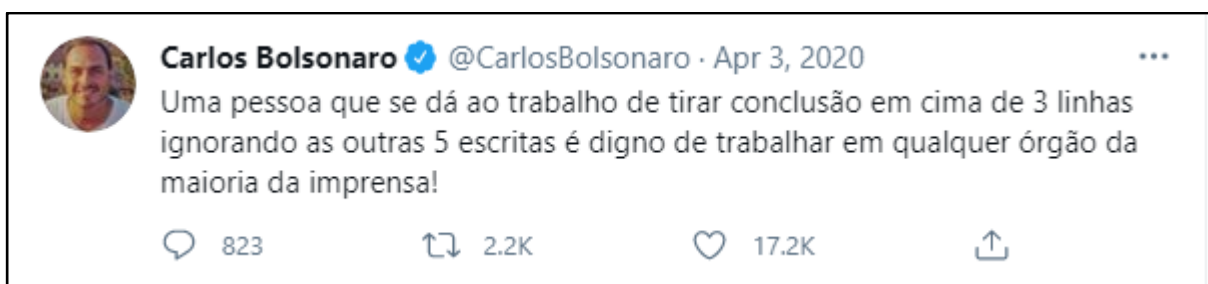 Carlos Bolsonaro @CarlosBolsonaro · Apr 3, 2020
Uma pessoa que se dá ao trabalho de tirar conclusão em cima de 3 linhas
ignorando as outras 5 escritas é digno de trabalhar em qualquer órgão da
maioria da imprensa!
823 2.2K 17.2K